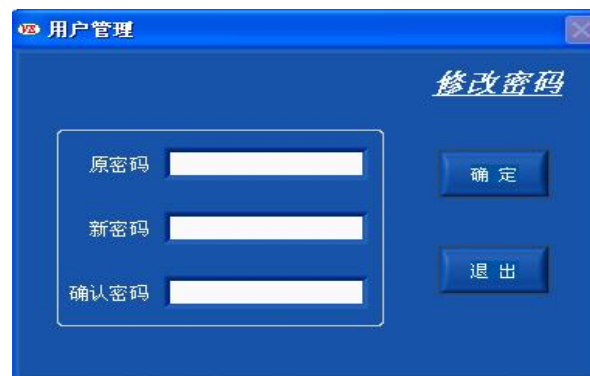 用户管理
修改密码
原密码
确 定
新密码
退 出
确认密码